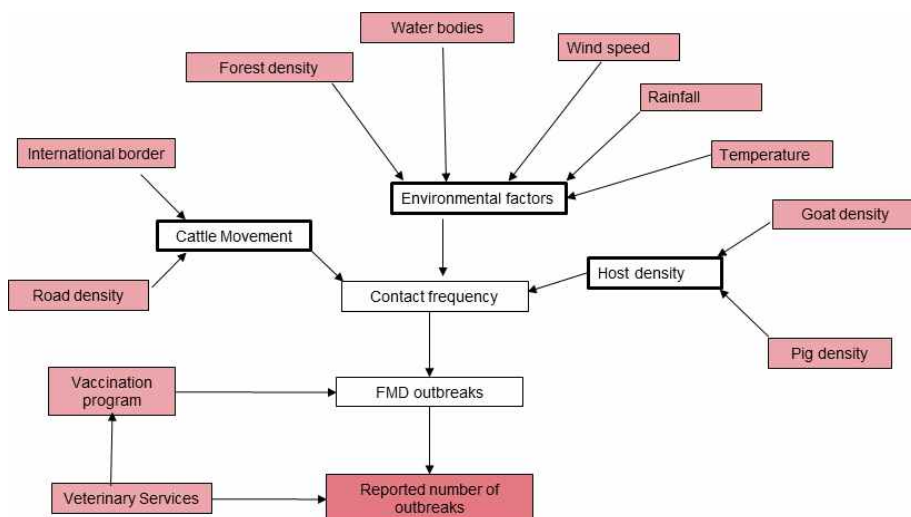 Water bodies
Wind speed
Forest density
Rainfall
International border
Temperature
Environmental factors
Goat density
Cattle Movement
Host density
Road density
Contact frequency
Pig density
Vaccination
program
FMD outbreaks
Veterinary Services
Reported number of
outbreaks